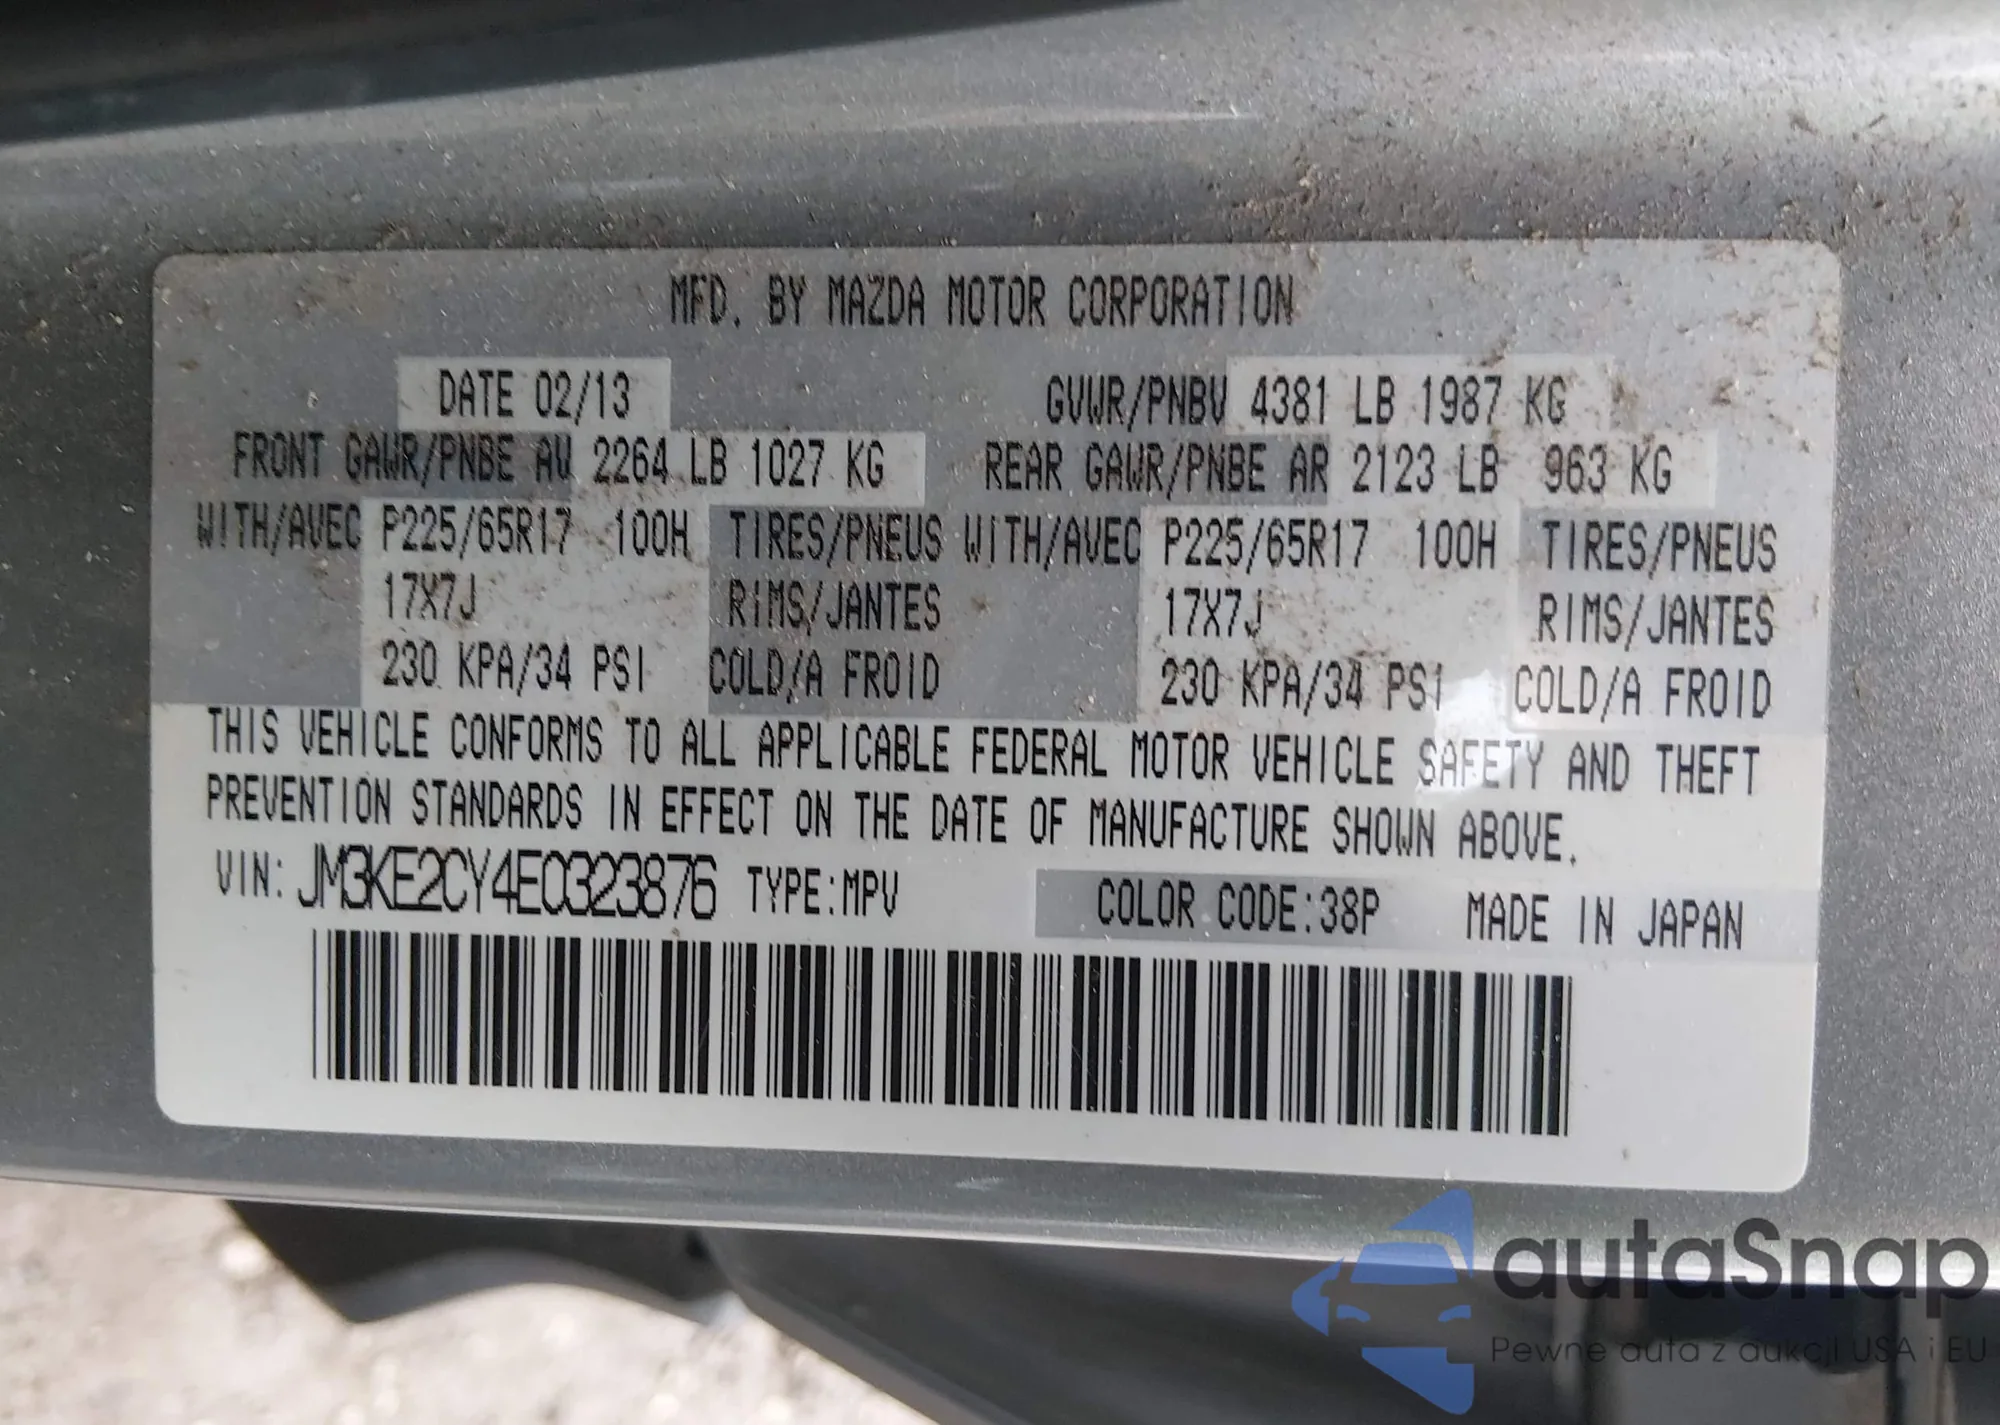 MFD. BY MAZDA MOTOR CORPORATION
DATE 02/13 GVWR/PNBV 4381 LB 1987 KG
FRONT GAWR/PNBE AV 2264 LB 1027 KG REAR GAWR/PNBE AR 2123 LB 963 KG
WITH/AVEC P225/65R17 100H TIRES/PNEUS WITH/AVEC P225/65R17 100H TIRES/PNEUS
17X7J RIMS/JANTES 17X7J RIMS/JANTES
230 KPA/34 PSI COLD/A FROID 230 KPA/34 PSI COLD/A FROID
THIS VEHICLE CONFORMS TO ALL APPLICABLE FEDERAL MOTOR VEHICLE SAFETY AND THEFT
PREVENTION STANDARDS IN EFFECT ON THE DATE OF MANUFACTURE SHOWN ABOVE.
VIN: JM3KE2CY4E0323876 TYPE:MPV COLOR CODE:38P MADE IN JAPAN
autaSnap
Pewne auta z aukcji USA i EU